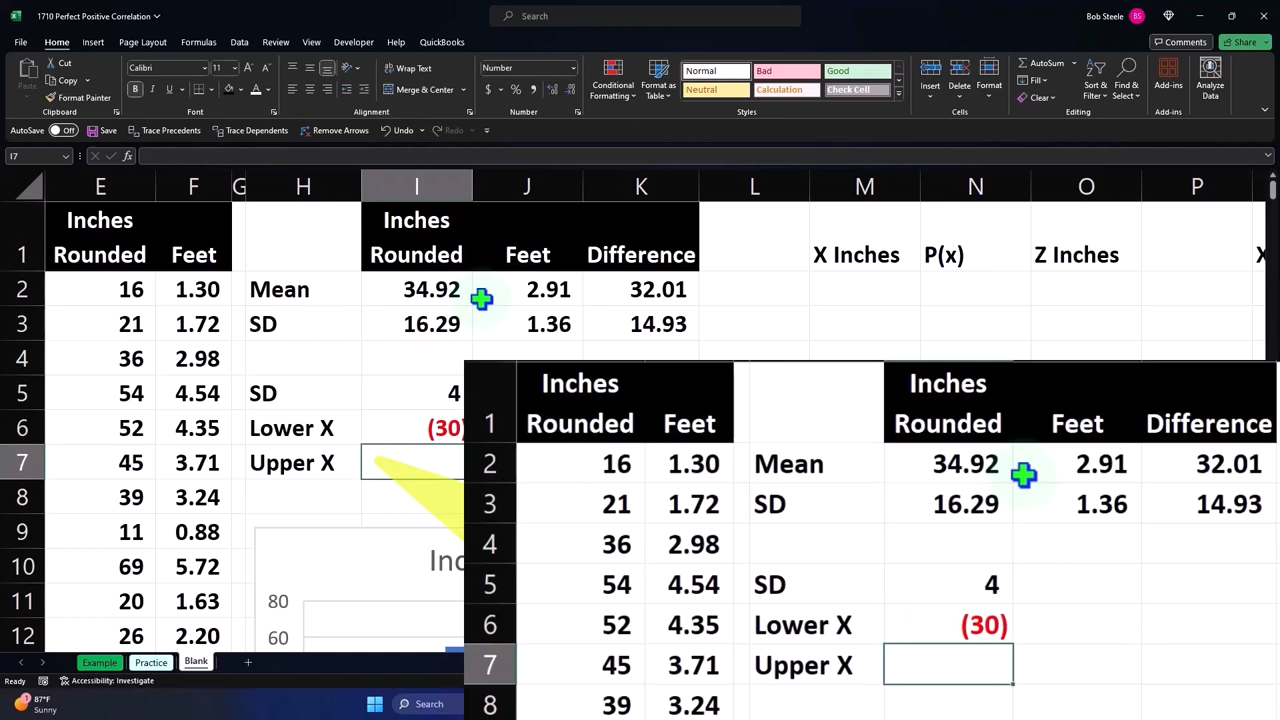 1710 Perfect Positive Correlation
Search
Bob Steele BS
File Home Insert Page Layout Formulas Data Review View Developer Help QuickBooks
Comments Share
Paste
Cut
Copy
Format Painter
Clipboard
Calibri 11
B I U
Font
Wrap Text
Merge & Center
Alignment
Number
$ % 9
Number
Conditional Formatting
Format as Table
Normal Bad Good
Neutral Calculation Check Cell
Styles
Insert Delete Format
Cells
AutoSum
Fill
Clear
Sort & Filter
Find & Select
Editing
Add-ins
Add-ins
Analyze Data
AutoSave Off Save Trace Precedents Trace Dependents Remove Arrows Undo Redo
I7 fx
E F G H I J K L M N O P
1 Inches Rounded Feet Inches Rounded Feet Difference X Inches P(x) Z Inches X
2 16 1.30 Mean 34.92 2.91 32.01
3 21 1.72 SD 16.29 1.36 14.93
4 36 2.98
5 54 4.54 SD 4
6 52 4.35 Lower X (30)
7 45 3.71 Upper X
8 39 3.24
9 11 0.88
10 69 5.72
11 20 1.63
12 26 2.20
Inc
80
60
1 Inches Rounded Feet Inches Rounded Feet Difference
2 16 1.30 Mean 34.92 2.91 32.01
3 21 1.72 SD 16.29 1.36 14.93
4 36 2.98
5 54 4.54 SD 4
6 52 4.35 Lower X (30)
7 45 3.71 Upper X
8 39 3.24
Example Practice Blank
Ready Accessibility: Investigate
87°F
Sunny
1
Search